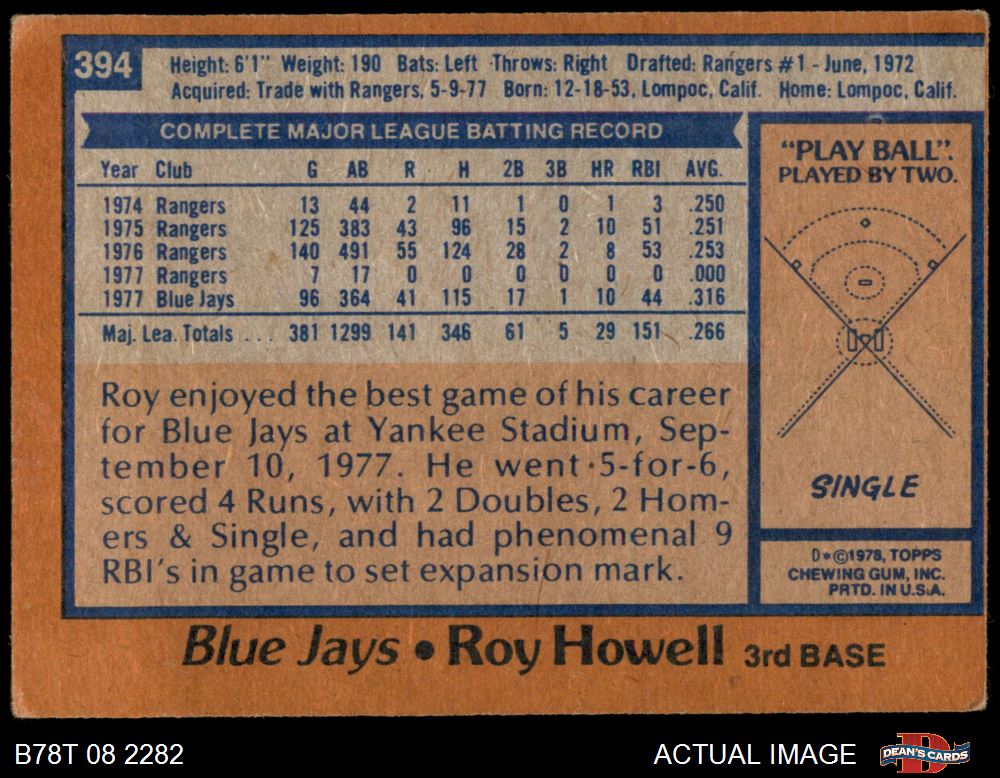 394
Height: 6'1" Weight: 190 Bats: Left Throws: Right Drafted: Rangers #1 - June, 1972
Acquired: Trade with Rangers, 5-9-77 Born: 12-18-53, Lompoc, Calif. Home: Lompoc, Calif.
COMPLETE MAJOR LEAGUE BATTING RECORD
Year Club G AB R H 2B 3B HR RBI AVG.
1974 Rangers 13 44 2 11 1 0 1 3 .250
1975 Rangers 125 383 43 96 15 2 10 51 .251
1976 Rangers 140 491 55 124 28 2 8 53 .253
1977 Rangers 7 17 0 0 0 0 0 0 .000
1977 Blue Jays 96 364 41 115 17 1 10 44 .316
Maj. Lea. Totals . . . 381 1299 141 346 61 5 29 151 .266
Roy enjoyed the best game of his career
for Blue Jays at Yankee Stadium, Sep-
tember 10, 1977. He went 5-for-6,
scored 4 Runs, with 2 Doubles, 2 Hom-
ers & Single, and had phenomenal 9
RBI's in game to set expansion mark.
"PLAY BALL".
PLAYED BY TWO.
SINGLE
D*©1978, TOPPS
CHEWING GUM, INC.
PRTD. IN U.S.A.
Blue Jays • Roy Howell 3rd BASE
B78T 08 2282
ACTUAL IMAGE
DEAN'S CARDS